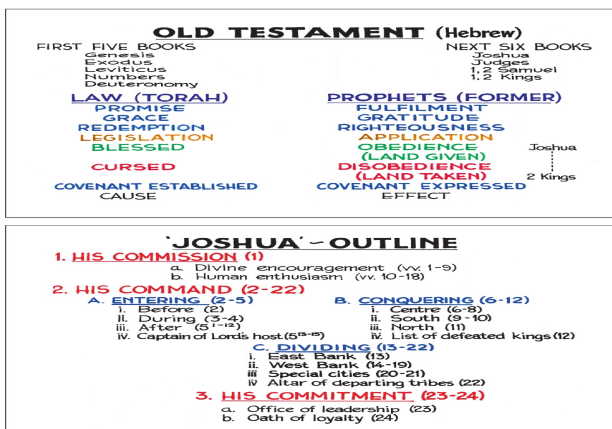 OLD TESTAMENT (Hebrew)
FIRST FIVE BOOKS NEXT SIX BOOKS
Genesis Joshua
Exodus Judges
Leviticus 1, 2 Samuel
Numbers 1, 2 Kings
Deuteronomy
LAW (TORAH) PROPHETS (FORMER)
PROMISE FULFILMENT
GRACE GRATITUDE
REDEMPTION RIGHTEOUSNESS
LEGISLATION APPLICATION
BLESSED OBEDIENCE Joshua
(LAND GIVEN)
CURSED DISOBEDIENCE
(LAND TAKEN) 2 Kings
COVENANT ESTABLISHED COVENANT EXPRESSED
CAUSE EFFECT
'JOSHUA' ~ OUTLINE
1. HIS COMMISSION (1)
a. Divine encouragement (vv. 1-9)
b. Human enthusiasm (vv. 10-18)
2. HIS COMMAND (2-22)
A. ENTERING (2-5)
i. Before (2)
ii. During (3-4)
iii. After (5¹⁻¹²)
iv. Captain of Lord's host (5¹³⁻¹⁵)
B. CONQUERING (6-12)
i. Centre (6-8)
ii. South (9-10)
iii. North (11)
iv. List of defeated kings (12)
C. DIVIDING (13-22)
i. East Bank (13)
ii. West Bank (14-19)
iii Special cities (20-21)
iv Altar of departing tribes (22)
3. HIS COMMITMENT (23-24)
a. Office of leadership (23)
b. Oath of loyalty (24)